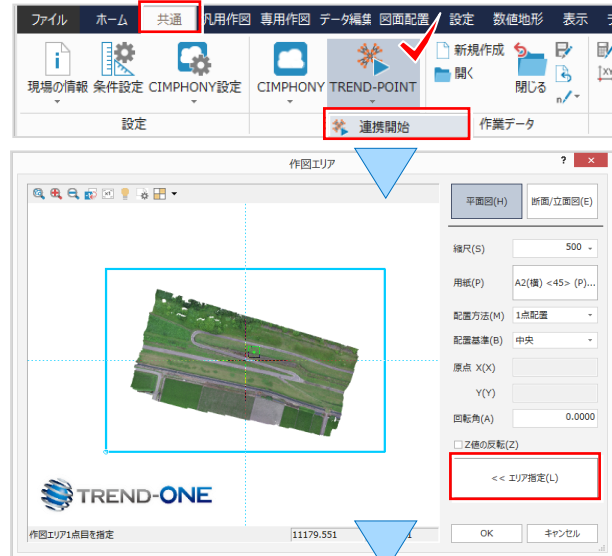 ファイル ホーム 共通 汎用作図 専用作図 データ編集 図面配置 設定 数値地形 表示
現場の情報 条件設定 CIMPHONY設定 CIMPHONY TREND-POINT 新規作成 開く 閉じる
設定 連携開始 作業データ
作図エリア ? ×
平面図(H) 断面/立面図(E)
縮尺(S) 500
用紙(P) A2(横) <45> (P)...
配置方法(M) 1点配置
配置基準(B) 中央
原点 X(X)
Y(Y)
回転角(A) 0.0000
Z値の反転(Z)
<< エリア指定(L)
TREND-ONE
作図エリア1点目を指定 11179.551
OK キャンセル